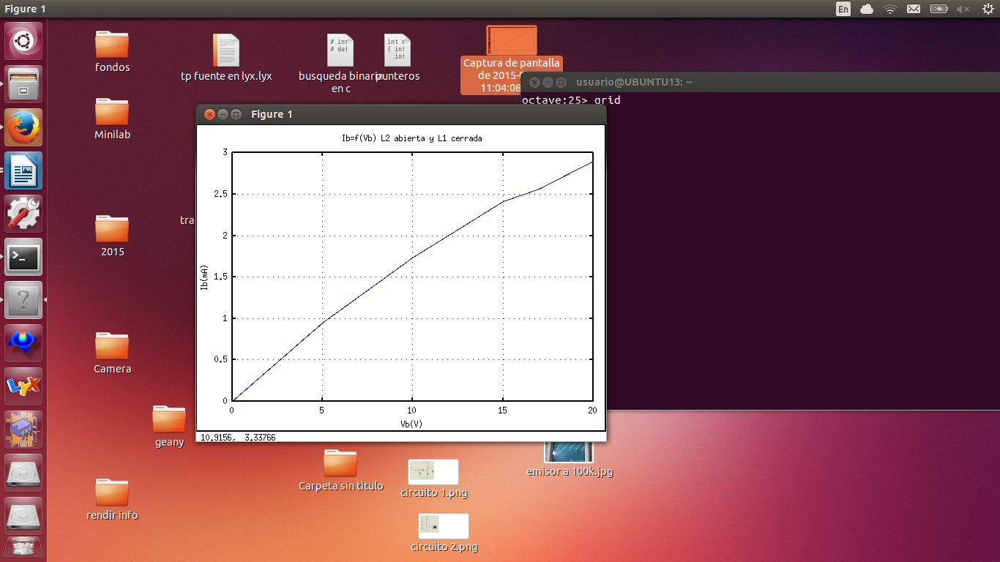 Figure 1
En
fondos
tp fuente en lyx.lyx
# int
# def
busqueda binaria
en c
int
{ int
int
punteros
Captura de pantalla
de 2015-
11:04:08
usuario@UBUNTU13: ~
octave:25> grid
Minilab
Figure 1
Ib=f(Vb) L2 abierta y L1 cerrada
3
2.5
2
1.5
1
0.5
0
Ib(mA)
0 5 10 15 20
Vb(V)
10.9156, 3.33766
2015
tra
Camera
LyX
geany
Carpeta sin título
circuito 1.png
emisor a 100k.jpg
rendir info
circuito 2.png